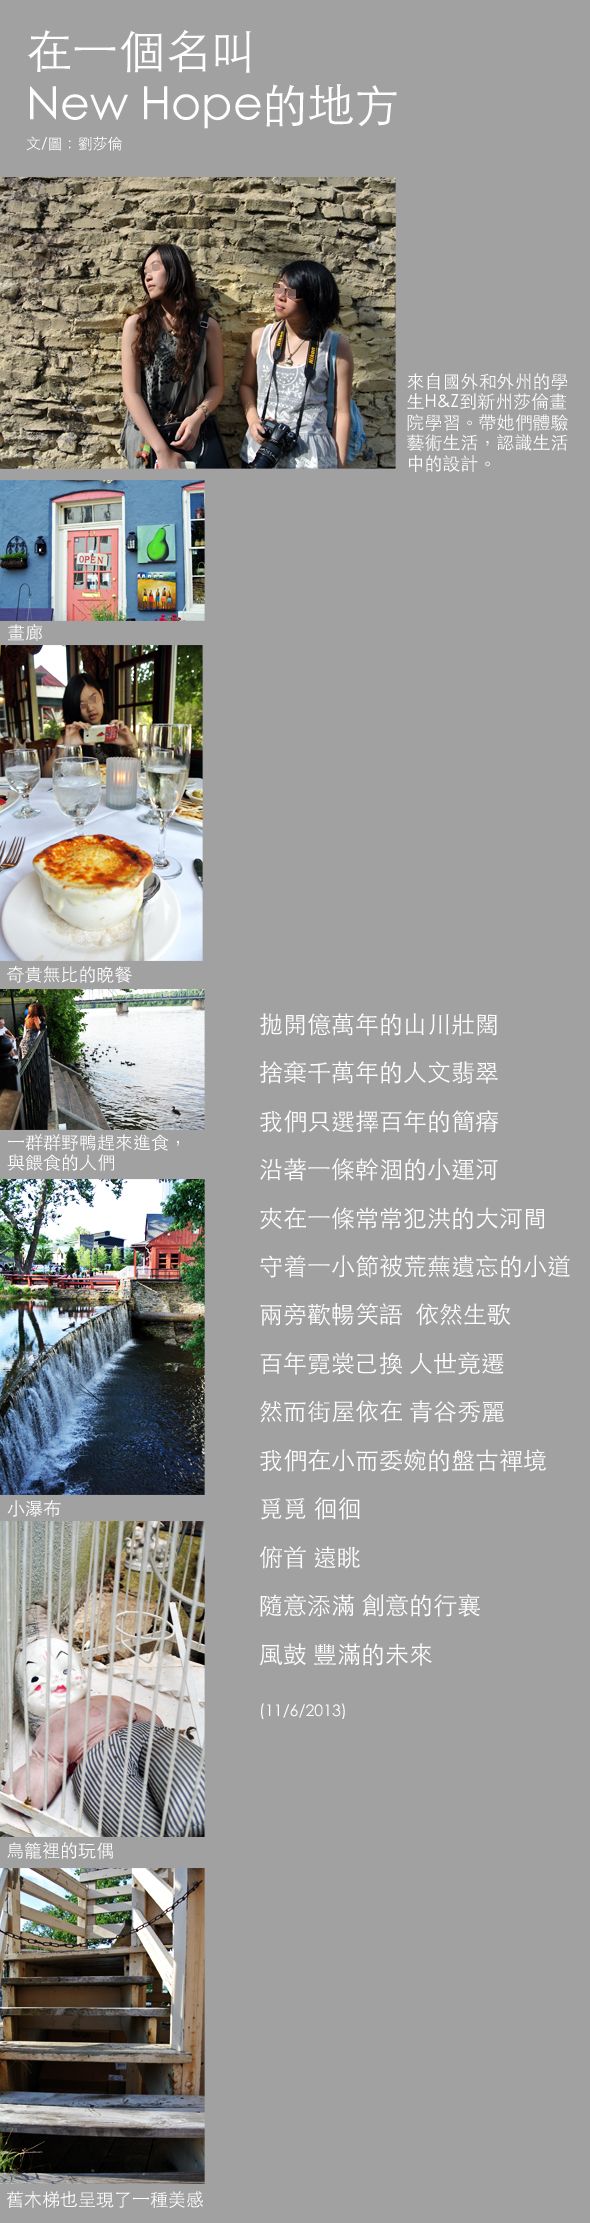 在一個名叫
New Hope的地方
文/圖：劉莎倫
Nikon
Nikon
來自國外和外州的學
生H&Z到新州莎倫畫
院學習。帶她們體驗
藝術生活，認識生活
中的設計。
OPEN
畫廊
奇貴無比的晚餐
一群群野鴨趕來進食，
與餵食的人們
小瀑布
鳥籠裡的玩偶
舊木梯也呈現了一種美感
拋開億萬年的山川壯闊
捨棄千萬年的人文翡翠
我們只選擇百年的簡瘠
沿著一條幹涸的小運河
夾在一條常常犯洪的大河間
守着一小節被荒蕪遺忘的小道
兩旁歡暢笑語 依然生歌
百年霓裳己換 人世竟遷
然而街屋依在 青谷秀麗
我們在小而委婉的盤古禪境
覓覓 徊徊
俯首 遠眺
隨意添滿 創意的行襄
風鼓 豐滿的未來
(11/6/2013)